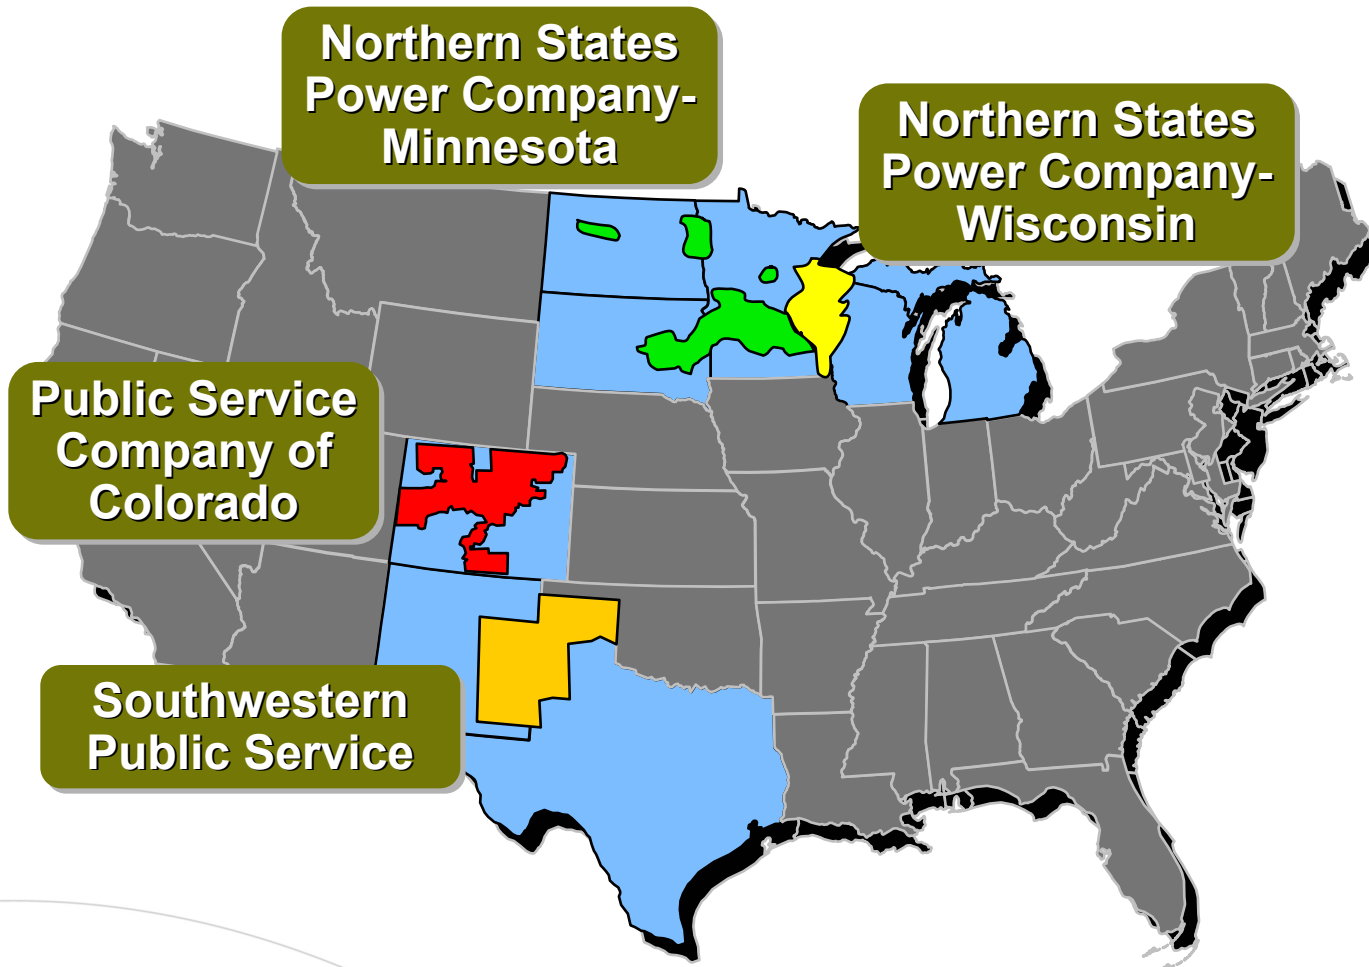 Northern States
Power Company-
Minnesota
Northern States
Power Company-
Wisconsin
Public Service
Company of
Colorado
Southwestern
Public Service